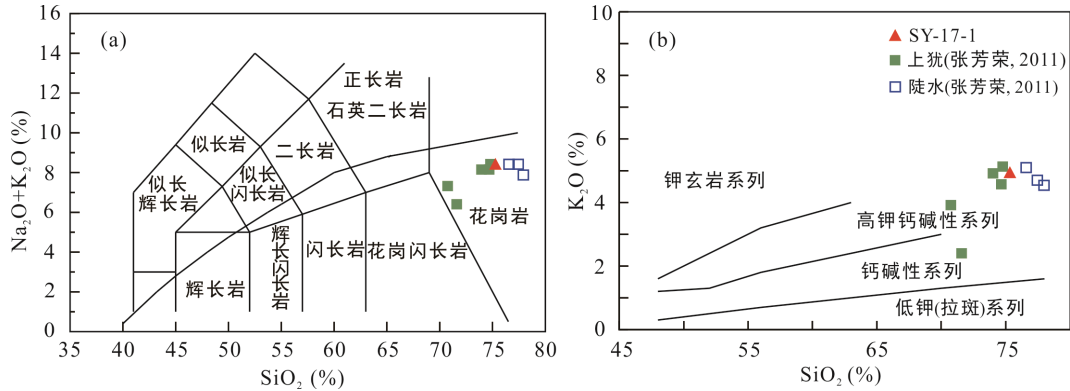 (a)
16
14
12
10
8
6
4
2
0
Na₂O+K₂O (%)
正长岩
石英二长岩
似长岩
二长岩
似长
辉长岩
似长
闪长岩
花岗岩
辉长岩
辉长闪长岩
闪长岩
花岗闪长岩
35 40 45 50 55 60 65 70 75 80
SiO₂ (%)
(b)
10
8
6
4
2
0
K₂O (%)
SY-17-1
上犹(张芳荣, 2011)
陡水(张芳荣, 2011)
钾玄岩系列
高钾钙碱性系列
钙碱性系列
低钾(拉斑)系列
45 55 65 75
SiO₂ (%)